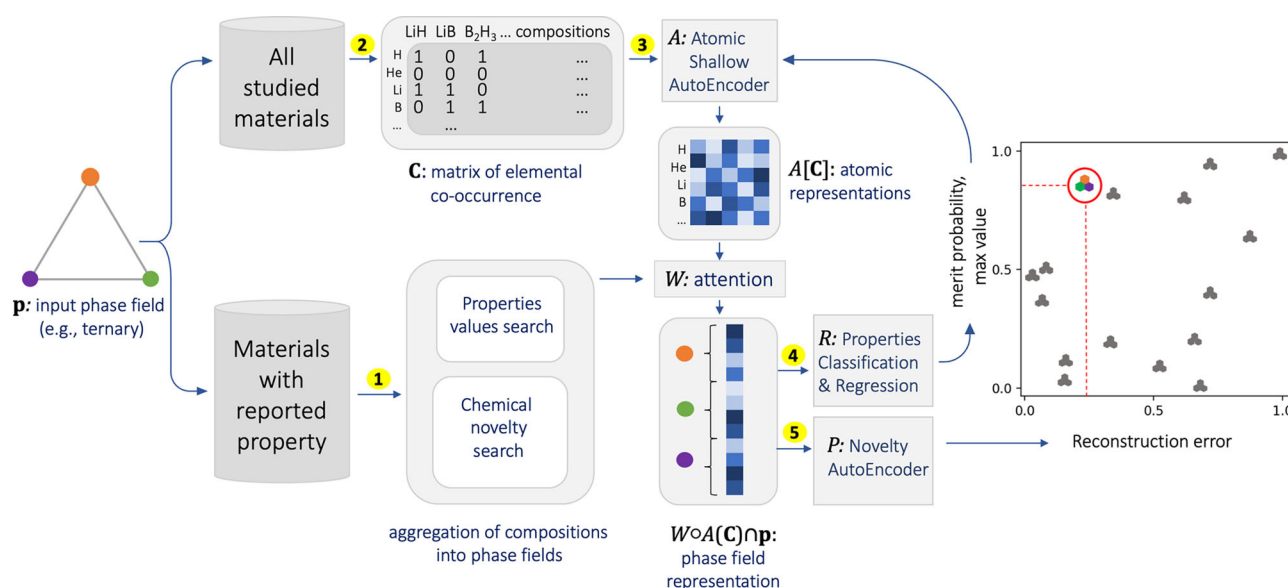 p: input phase field
(e.g., ternary)
All
studied
materials
2
LiH LiB B₂H₃ ... compositions
H 1 0 1 ...
He 0 0 0 ...
Li 1 1 0 ...
B 0 1 1 ...
... ...
C: matrix of elemental
co-occurrence
3
A: Atomic
Shallow
AutoEncoder
H
He
Li
B
...
A[C]: atomic
representations
Materials
with
reported
property
1
Properties
values search
Chemical
novelty
search
aggregation of compositions
into phase fields
W: attention
W∘A(C)∩p:
phase field
representation
4
R: Properties
Classification
& Regression
5
P: Novelty
AutoEncoder
merit probability,
max value
1.0
0.5
0.0
0.0 0.5 1.0
Reconstruction error